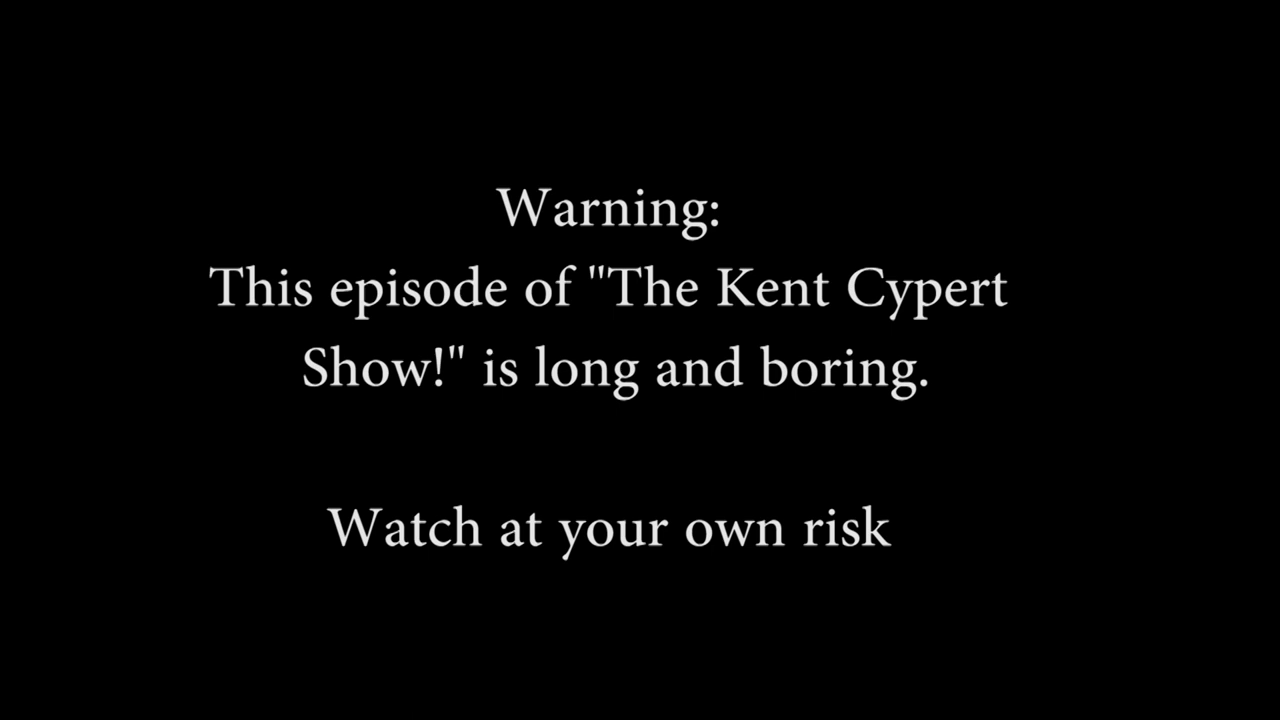 Warning:
This episode of "The Kent Cypert
Show!" is long and boring.
Watch at your own risk